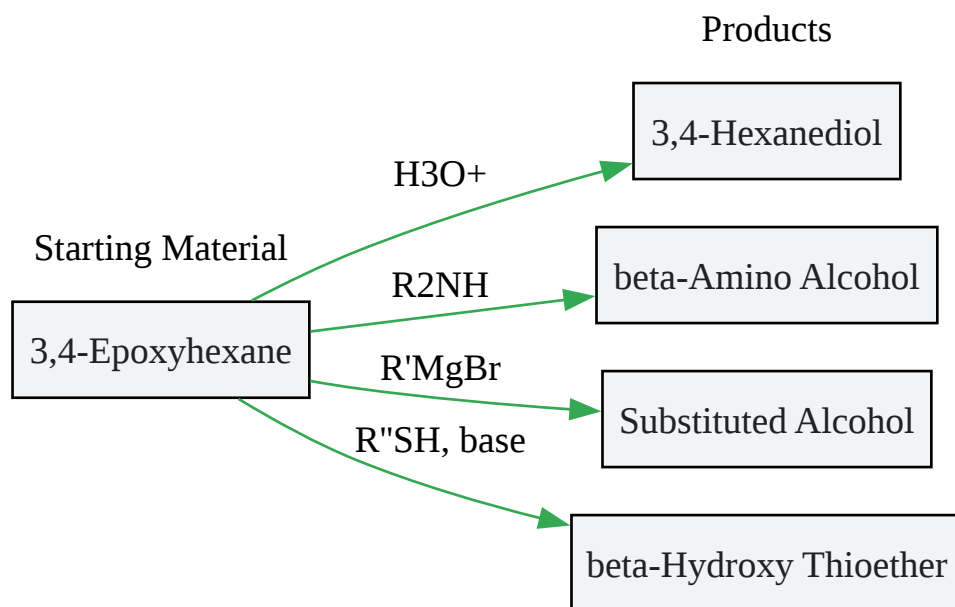 Products
3,4-Hexanediol
H3O+
Starting Material
R2NH
beta-Amino Alcohol
3,4-Epoxyhexane
R'MgBr
Substituted Alcohol
R"SH, base
beta-Hydroxy Thioether